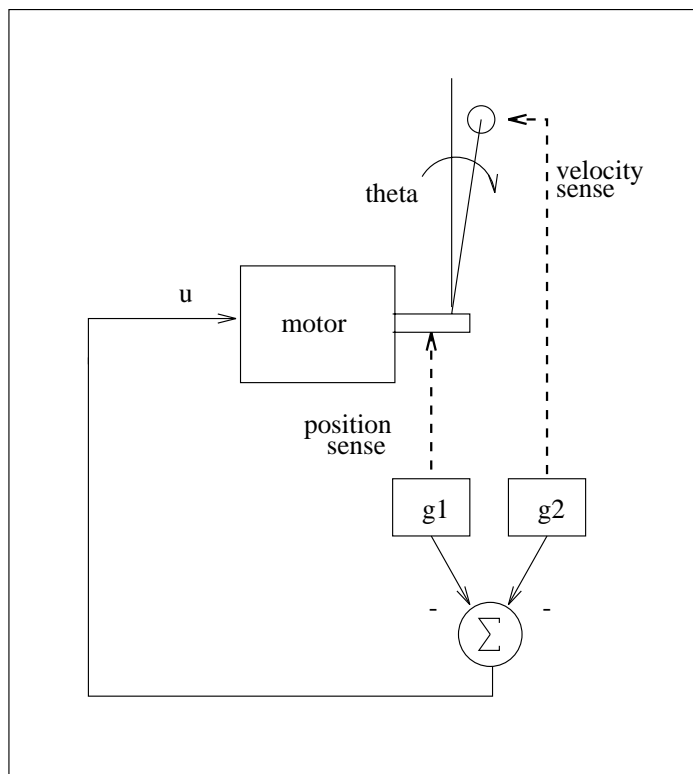 theta
velocity
sense
u
motor
position
sense
g1
g2
-
-
Σ